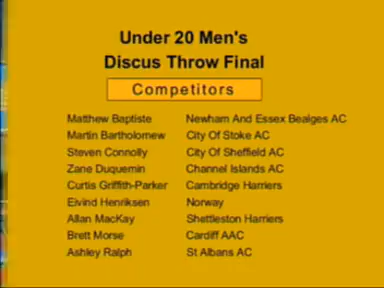 Under 20 Men's
Discus Throw Final
Competitors
Matthew Baptiste Newham And Essex Bealges AC
Martin Bartholomew City Of Stoke AC
Steven Connolly City Of Sheffield AC
Zane Duquemin Channel Islands AC
Curtis Griffith-Parker Cambridge Harriers
Eivind Henriksen Norway
Allan MacKay Shettleston Harriers
Brett Morse Cardiff AAC
Ashley Ralph St Albans AC